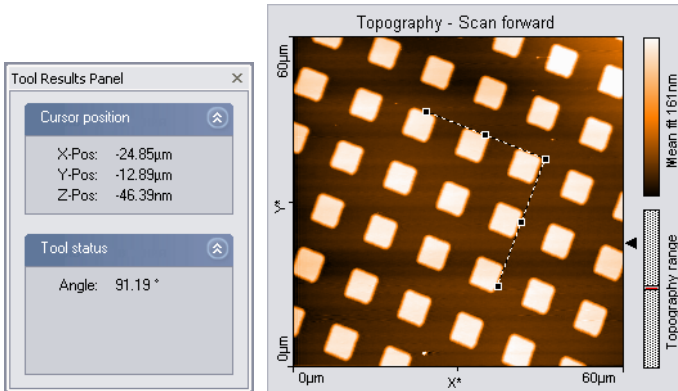 Tool Results Panel
Cursor position
X-Pos: -24.85µm
Y-Pos: -12.89µm
Z-Pos: -46.39nm
Tool status
Angle: 91.19 °
Topography - Scan forward
60µm
Y*
0µm
0µm
X*
60µm
Mean fit 161nm
Topography range